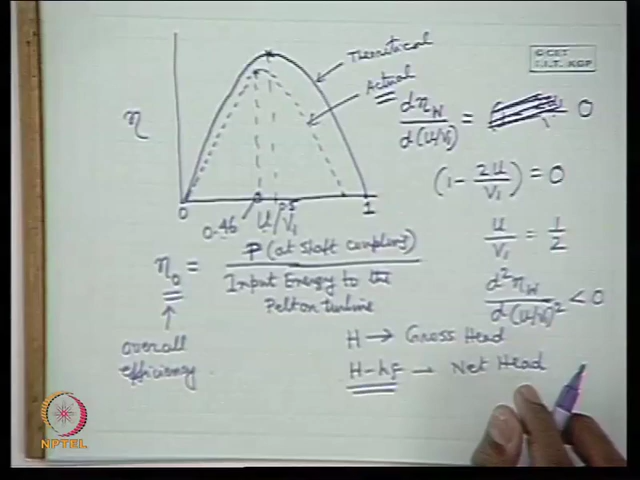 © CET
I.I.T. KGP
Theoretical
Actual
η
dηw/d(U/V1) = 0
(1 - 2U/V1) = 0
0
0.46
U/V1
0.5
1
U/V1 = 1/2
η0 = P (at shaft coupling) / Input Energy to the Pelton turbine
d²ηw/d(U/V1)² < 0
overall
efficiency
H → Gross Head
H-hf → Net Head
NPTEL